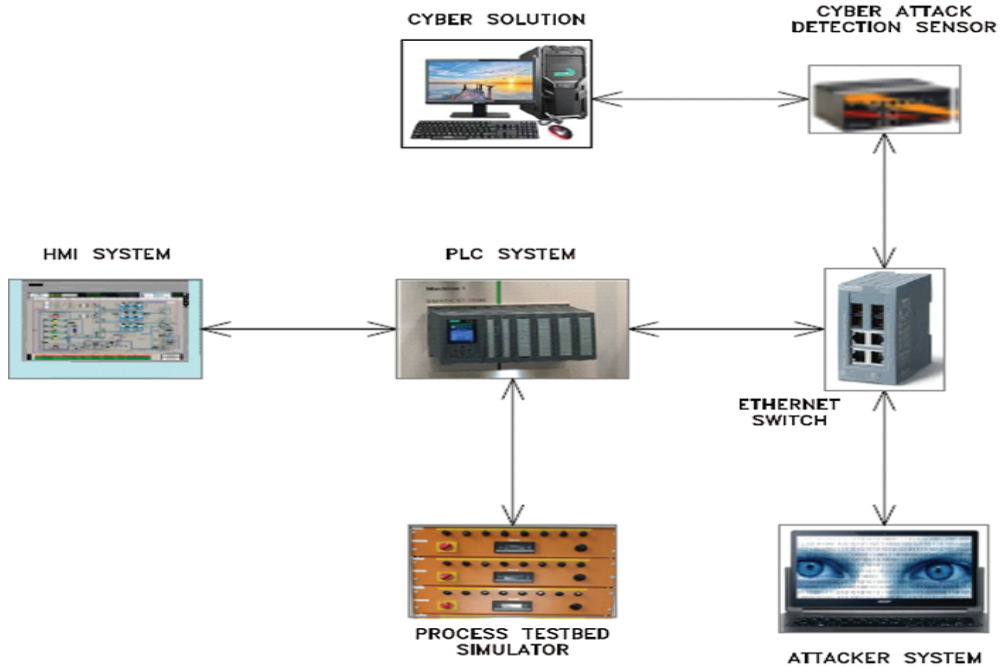 CYBER SOLUTION
CYBER ATTACK
DETECTION SENSOR
HMI SYSTEM
PLC SYSTEM
ETHERNET
SWITCH
PROCESS TESTBED
SIMULATOR
ATTACKER SYSTEM